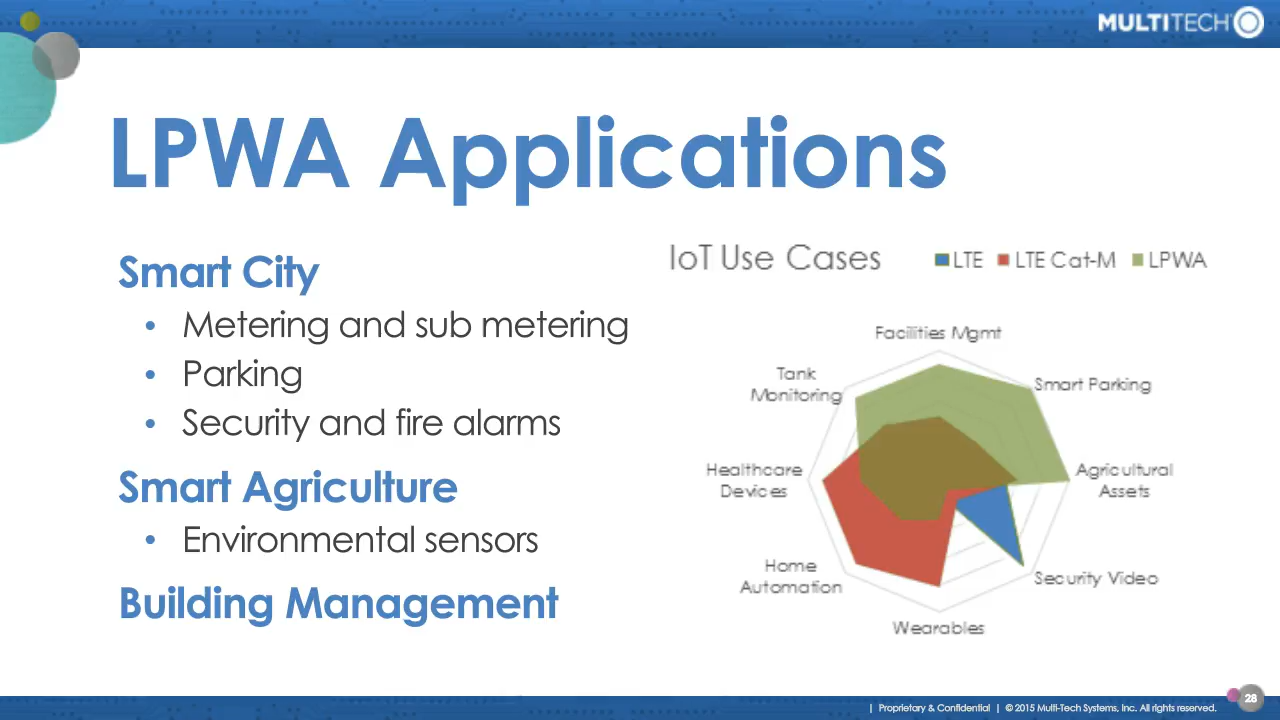 MULTITECH
LPWA Applications
Smart City
• Metering and sub metering
• Parking
• Security and fire alarms
Smart Agriculture
• Environmental sensors
Building Management
IoT Use Cases
LTE LTE Cat-M LPWA
Facilities Mgmt
Smart Parking
Agricultural
Assets
Security Video
Wearables
Home
Automation
Healthcare
Devices
Tank
Monitoring
| Proprietary & Confidential | © 2015 Multi-Tech Systems, Inc. All rights reserved.
28